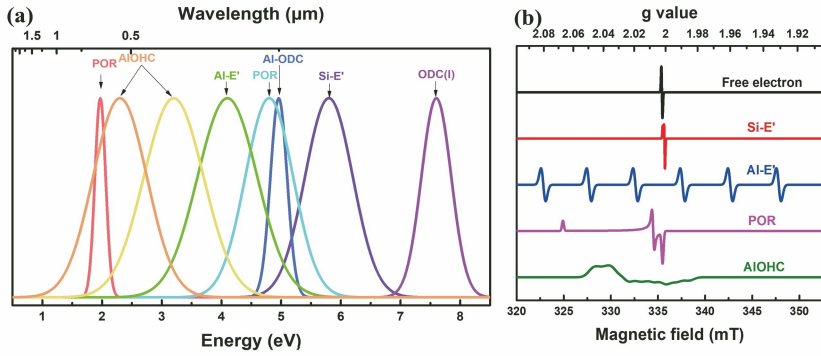 (a)
Wavelength (μm)
1.5 1 0.5
POR
AlOHC
Al-E'
Al-ODC
POR
Si-E'
ODC(I)
1 2 3 4 5 6 7 8
Energy (eV)
(b)
g value
2.08 2.06 2.04 2.02 2 1.98 1.96 1.94 1.92
Free electron
Si-E'
Al-E'
POR
AlOHC
320 325 330 335 340 345 350
Magnetic field (mT)